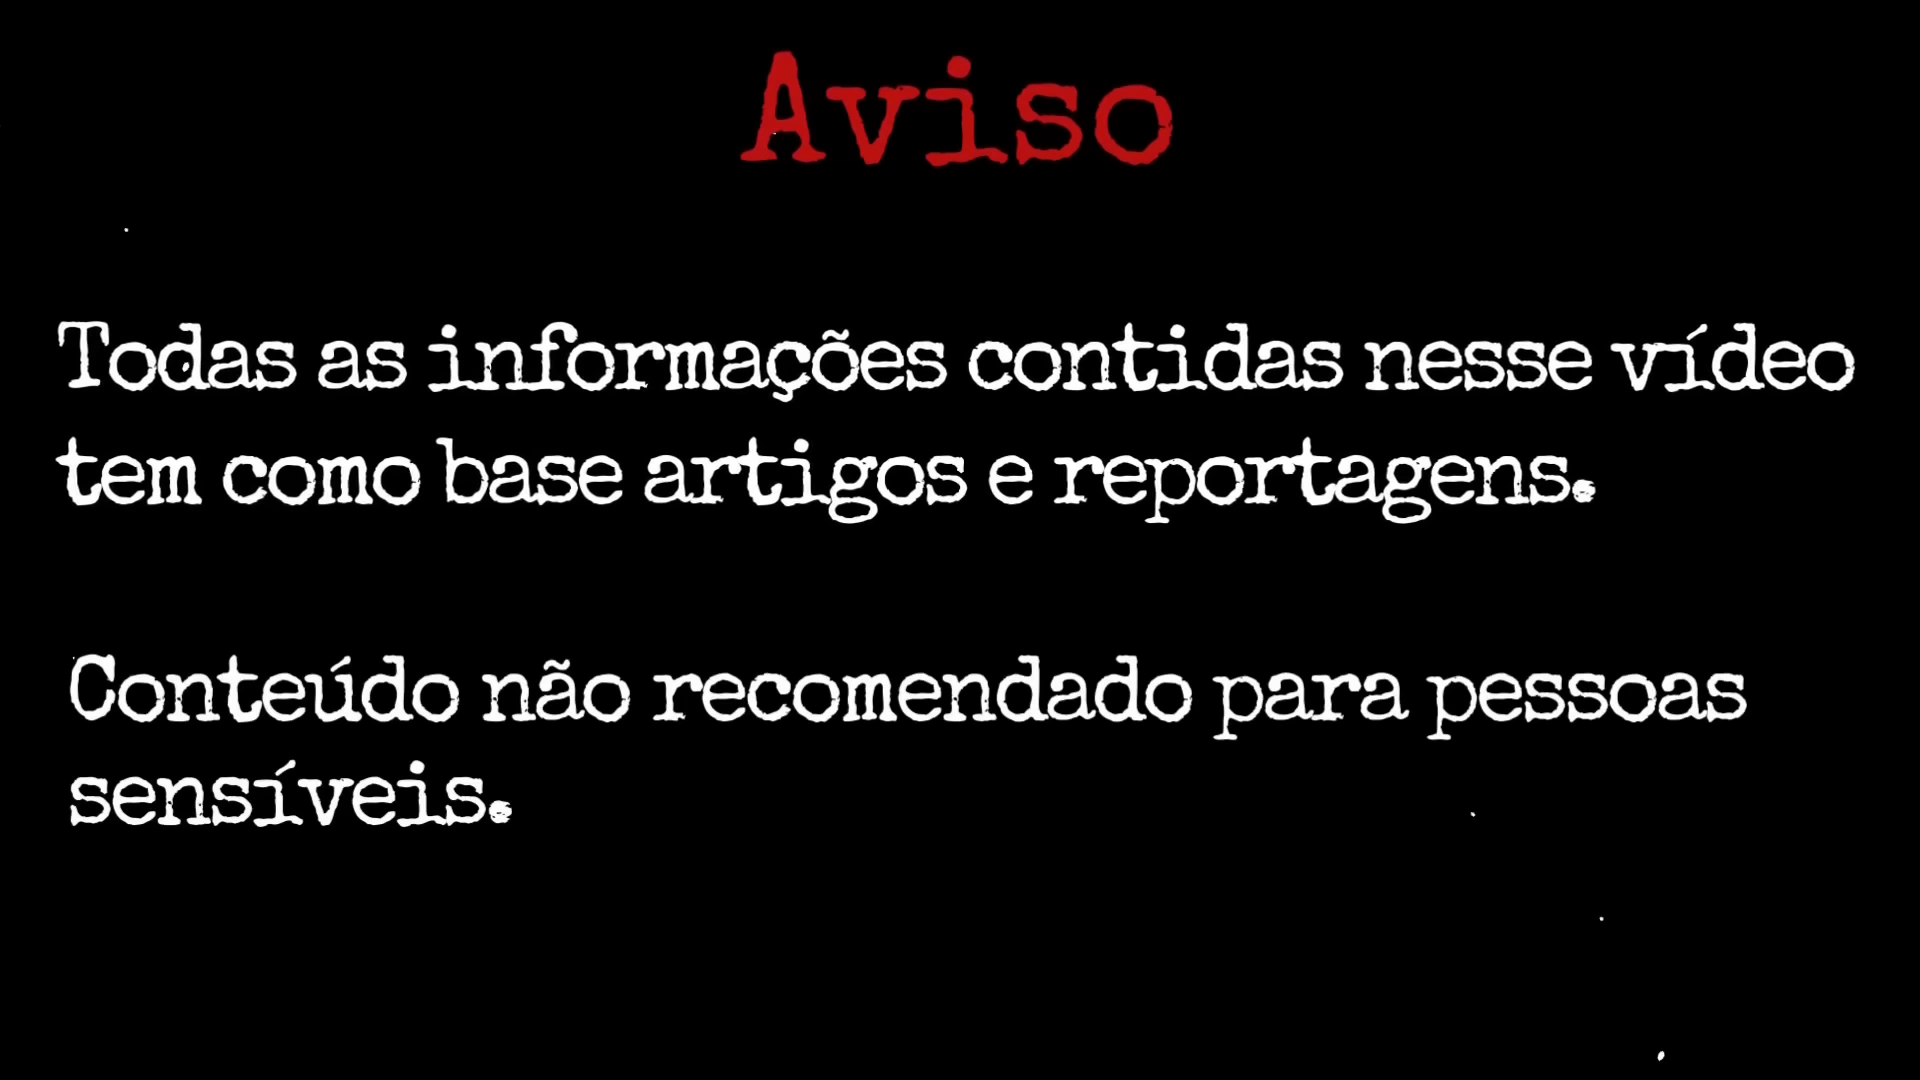 Aviso
Todas as informações contidas nesse vídeo
tem como base artigos e reportagens.
Conteúdo não recomendado para pessoas
sensíveis.